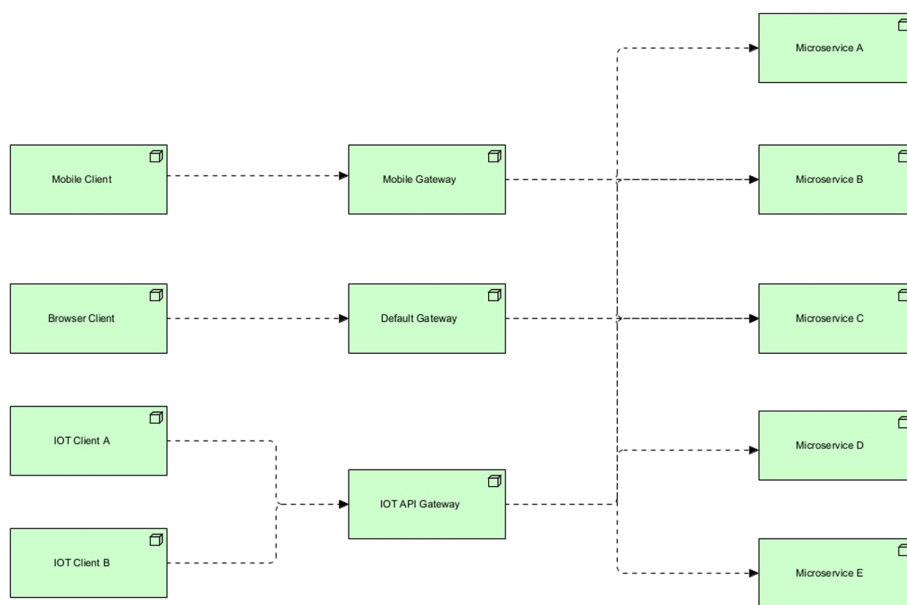 Microservice A
Mobile Client
Mobile Gateway
Microservice B
Browser Client
Default Gateway
Microservice C
IOT Client A
Microservice D
IOT API Gateway
IOT Client B
Microservice E